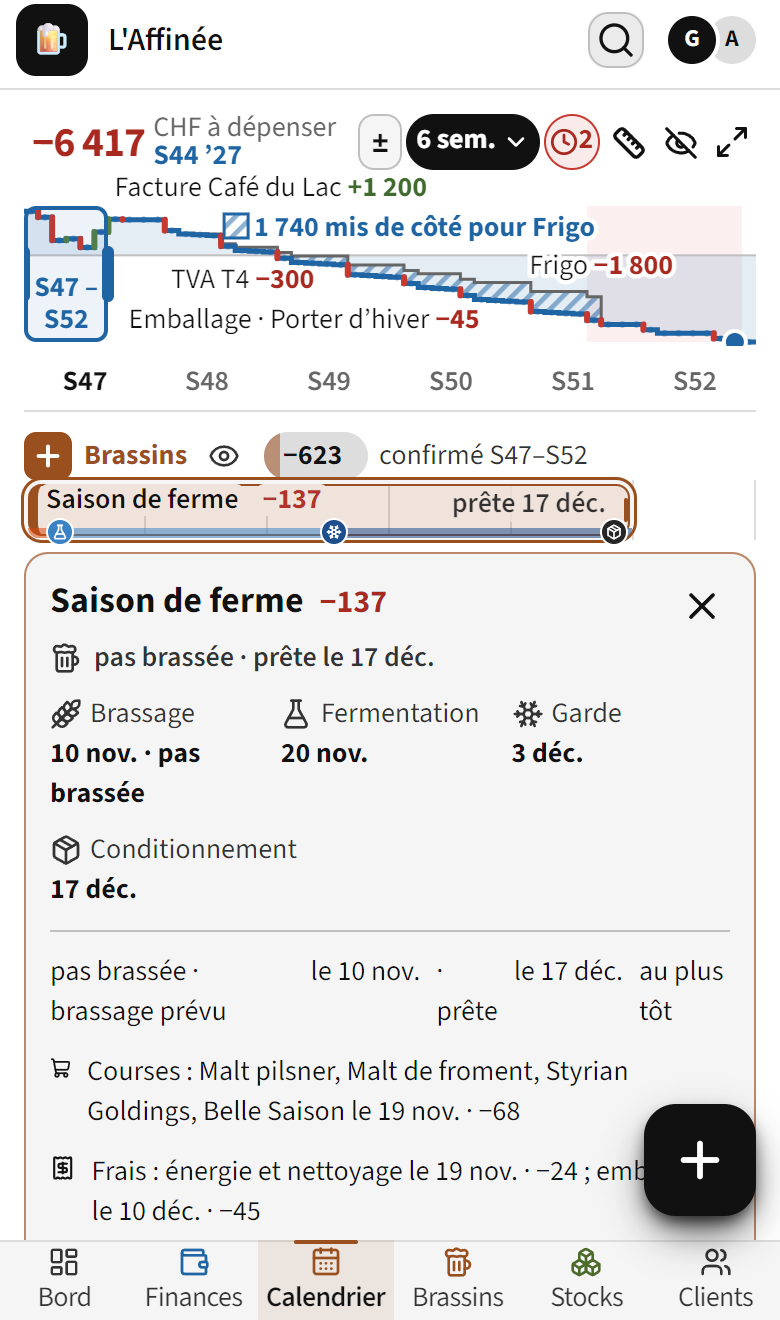 L'Affinée
G
A
−6 417 CHF à dépenser
S44 ’27
±
6 sem.
2
Facture Café du Lac +1 200
1 740 mis de côté pour Frigo
Frigo −1 800
TVA T4 −300
S47 –
S52
Emballage · Porter d’hiver −45
S47 S48 S49 S50 S51 S52
Brassins −623 confirmé S47–S52
Saison de ferme −137 prête 17 déc.
Saison de ferme −137
pas brassée · prête le 17 déc.
Brassage Fermentation Garde
10 nov. · pas 20 nov. 3 déc.
brassée
Conditionnement
17 déc.
pas brassée · le 10 nov. · le 17 déc. au plus
brassage prévu prête tôt
Courses : Malt pilsner, Malt de froment, Styrian
Goldings, Belle Saison le 19 nov. · −68
Frais : énergie et nettoyage le 19 nov. · −24 ;
le 10 déc. · −45
Bord Finances Calendrier Brassins Stocks Clients